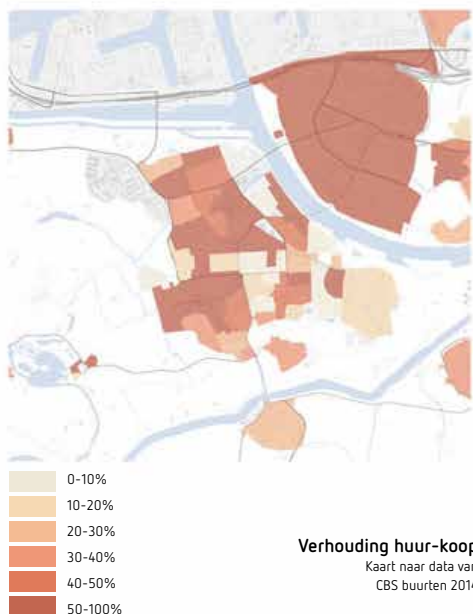 0-10%
10-20%
20-30%
30-40%
40-50%
50-100%
Verhouding huur-koop
Kaart naar data van
CBS buurten 2014